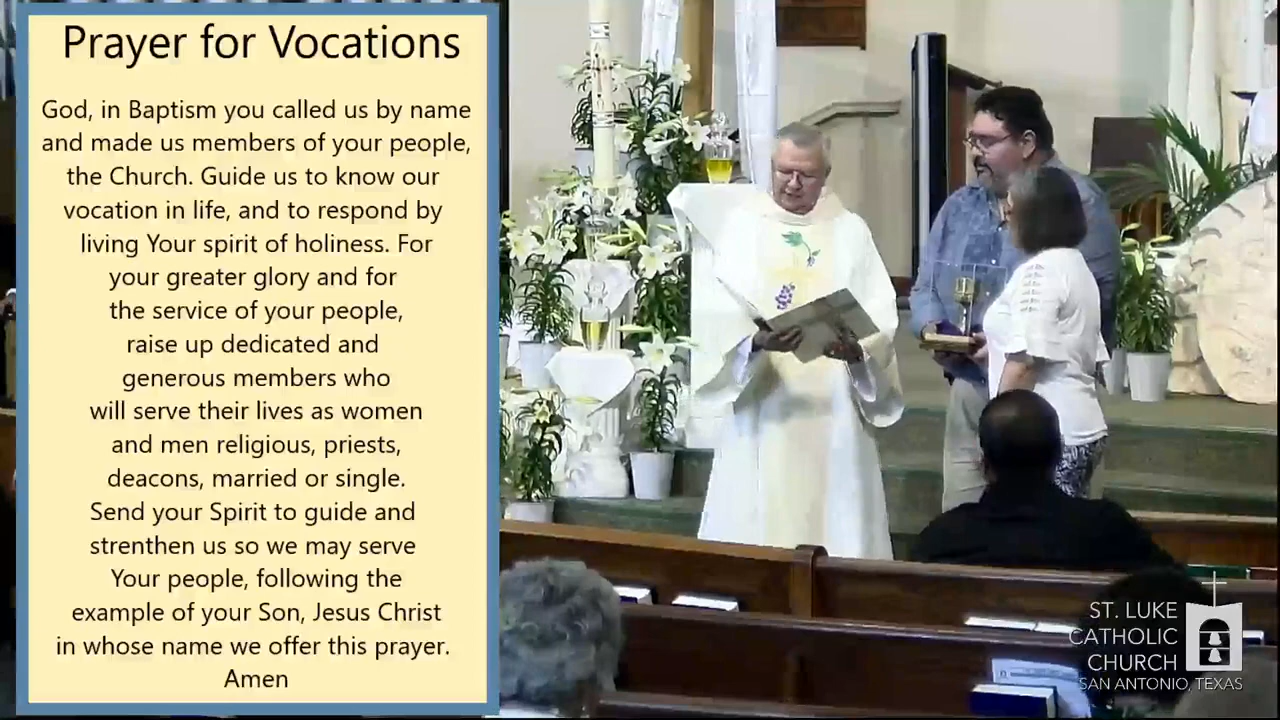 Prayer for Vocations
God, in Baptism you called us by name
and made us members of your people,
the Church. Guide us to know our
vocation in life, and to respond by
living Your spirit of holiness. For
your greater glory and for
the service of your people,
raise up dedicated and
generous members who
will serve their lives as women
and men religious, priests,
deacons, married or single.
Send your Spirit to guide and
strenthen us so we may serve
Your people, following the
example of your Son, Jesus Christ
in whose name we offer this prayer.
Amen
ST. LUKE
CATHOLIC
CHURCH
SAN ANTONIO, TEXAS